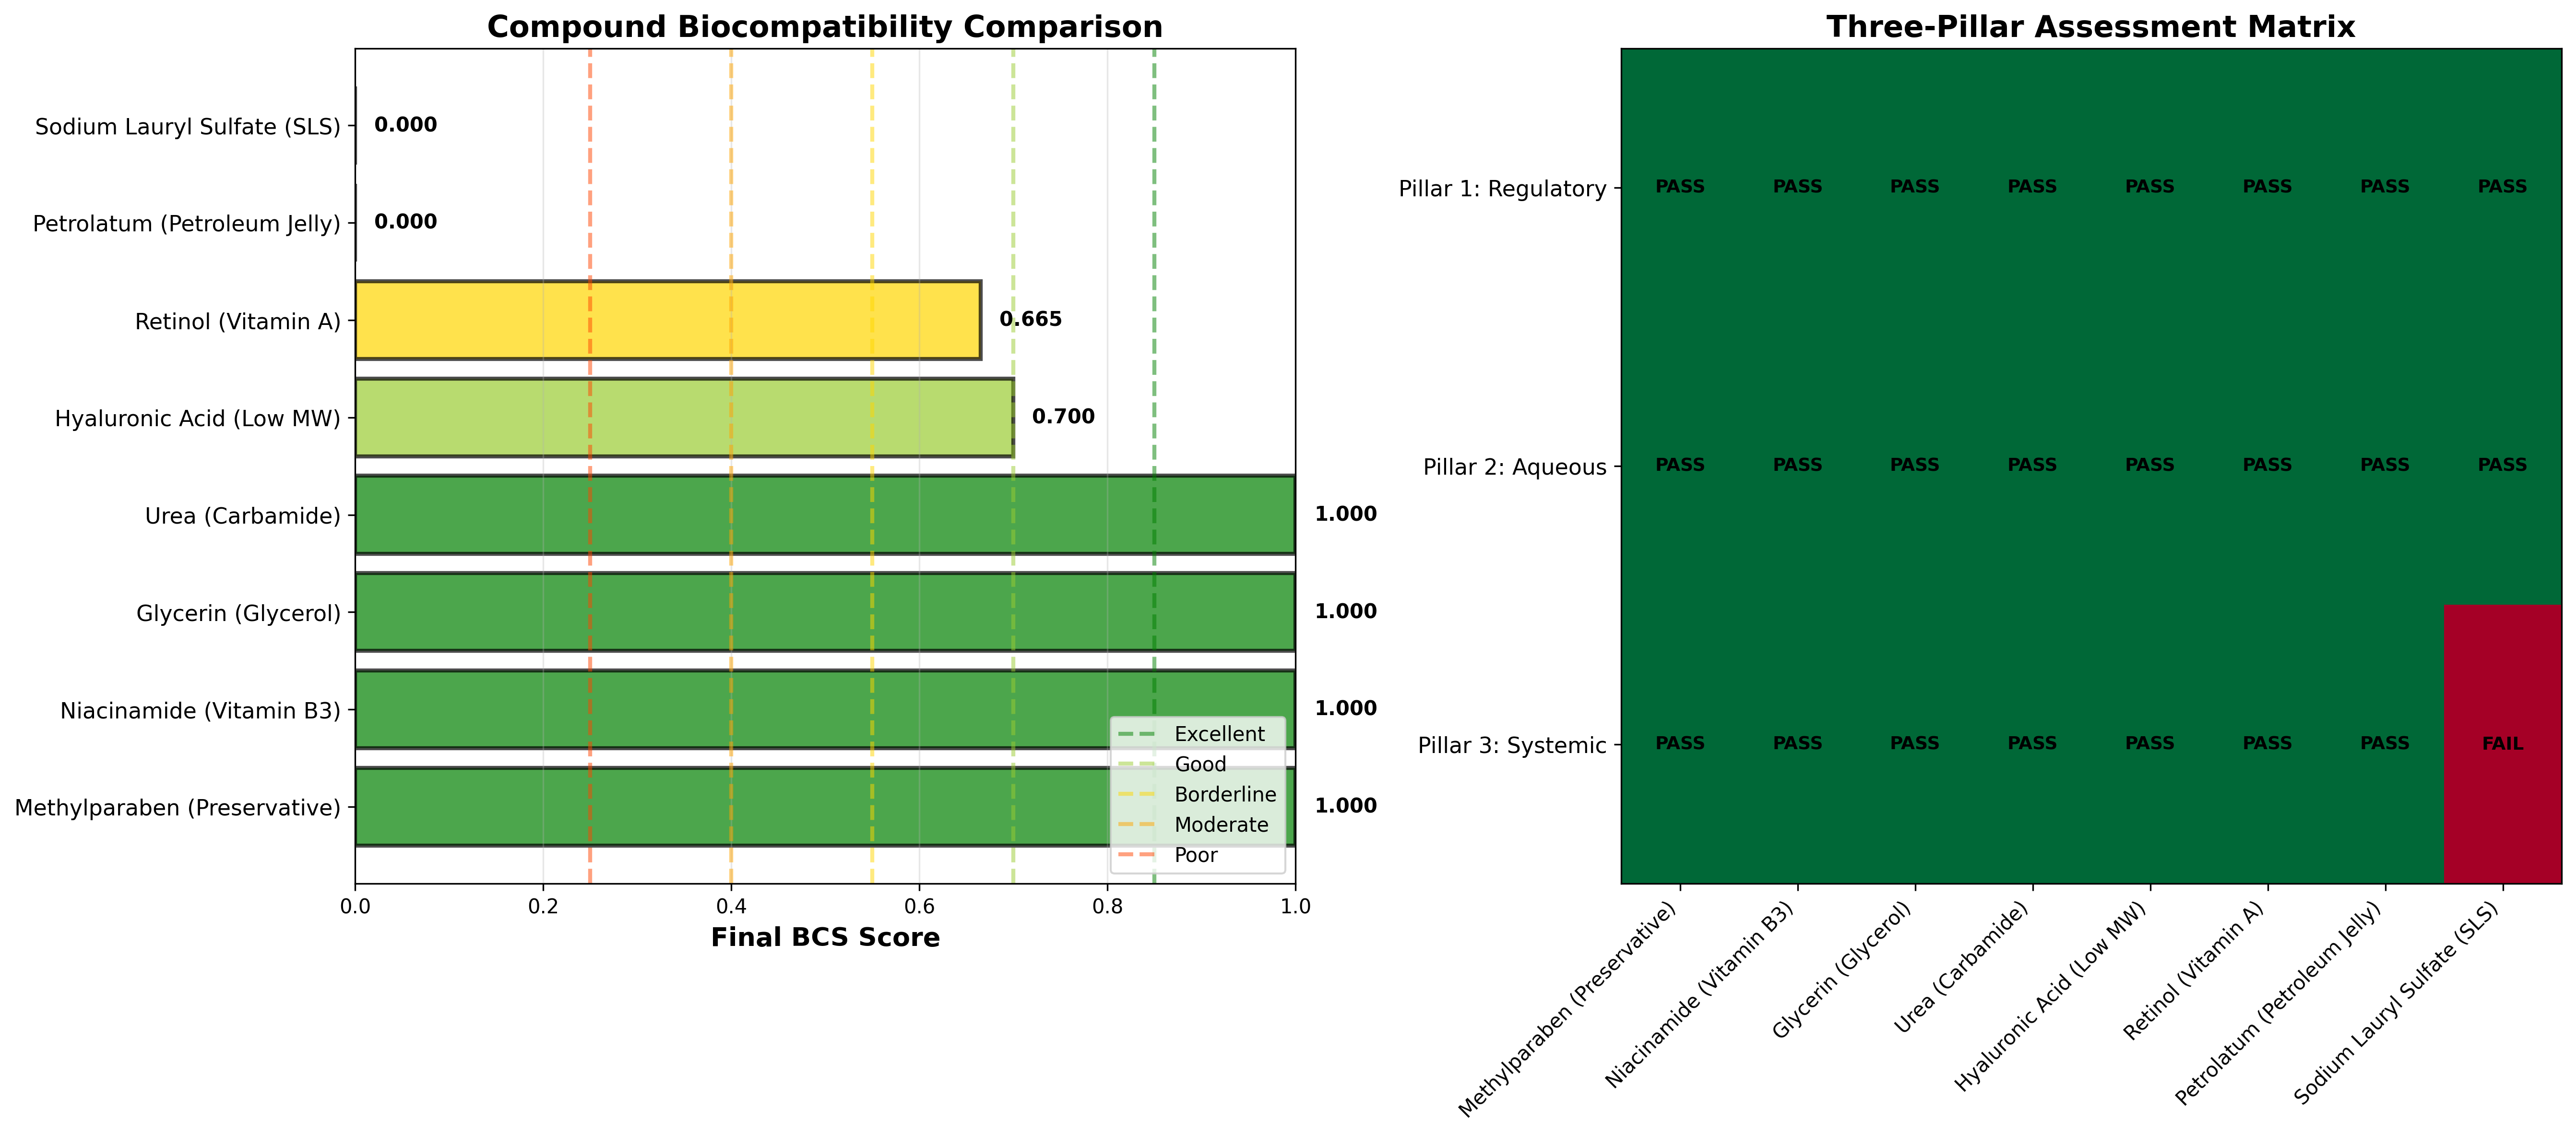 Compound Biocompatibility Comparison
Sodium Lauryl Sulfate (SLS)
0.000
Petrolatum (Petroleum Jelly)
0.000
Retinol (Vitamin A)
0.665
Hyaluronic Acid (Low MW)
0.700
Urea (Carbamide)
1.000
Glycerin (Glycerol)
1.000
Niacinamide (Vitamin B3)
1.000
Methylparaben (Preservative)
1.000
Excellent
Good
Borderline
Moderate
Poor
0.0 0.2 0.4 0.6 0.8 1.0
Final BCS Score
Three-Pillar Assessment Matrix
Pillar 1: Regulatory PASS PASS PASS PASS PASS PASS PASS PASS
Pillar 2: Aqueous PASS PASS PASS PASS PASS PASS PASS PASS
Pillar 3: Systemic PASS PASS PASS PASS PASS PASS PASS FAIL
Methylparaben (Preservative)
Niacinamide (Vitamin B3)
Glycerin (Glycerol)
Urea (Carbamide)
Hyaluronic Acid (Low MW)
Retinol (Vitamin A)
Petrolatum (Petroleum Jelly)
Sodium Lauryl Sulfate (SLS)